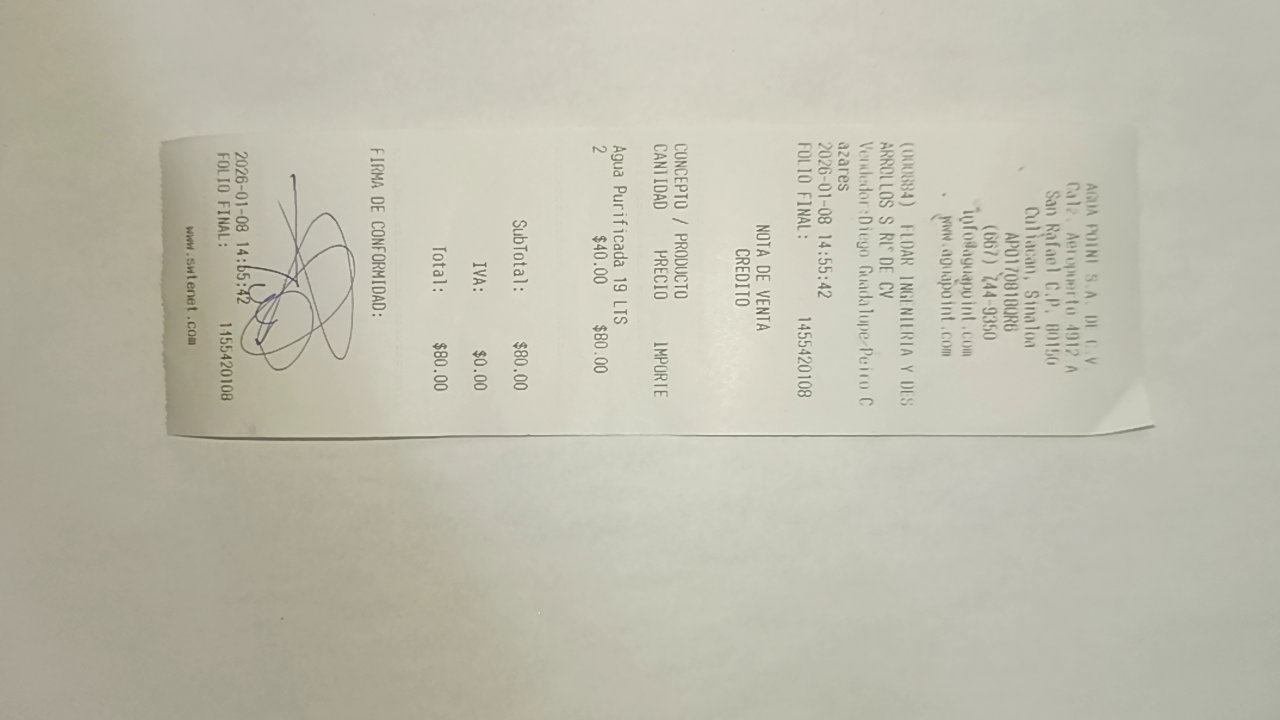 AGUA POINT S.A. DE C.V.
Calz. Aeropuerto 4912 A
San Rafael C.P. 80150
Culiacan, Sinaloa
APO170818QR6
(667) 744-9350
info@aguapoint.com
www.aguapoint.com
(000884) ELDAR INGENIERIA Y DES
ARROLLOS S RL DE CV
Vendedor:Diego Guadalupe Peiro C
azares
2026-01-08 14:55:42
FOLIO FINAL: 1455420108
NOTA DE VENTA
CREDITO
CONCEPTO / PRODUCTO
CANTIDAD PRECIO IMPORTE
Agua Purificada 19 LTS
2 $40.00 $80.00
SubTotal: $80.00
IVA: $0.00
Total: $80.00
FIRMA DE CONFORMIDAD:
2026-01-08 14:55:42
FOLIO FINAL: 1455420108
www.swtenet.com